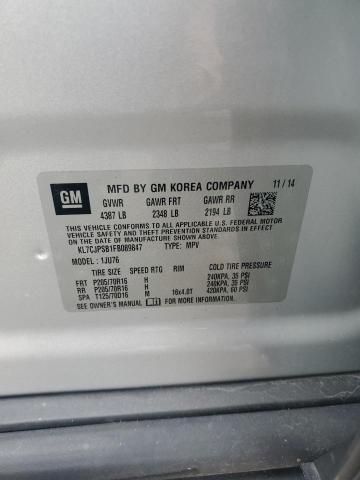 GM
MFD BY GM KOREA COMPANY 11 / 14
GVWR GAWR FRT GAWR RR
4387 LB 2348 LB 2194 LB
THIS VEHICLE CONFORMS TO ALL APPLICABLE U.S. FEDERAL MOTOR
VEHICLE SAFETY AND THEFT PREVENTION STANDARDS IN EFFECT ON
THE DATE OF MANUFACTURE SHOWN ABOVE.
KL7CJPSB1FB089847 TYPE: MPV
MODEL : 1JU76
TIRE SIZE SPEED RTG RIM COLD TIRE PRESSURE
FRT P205/70R16 H 240KPA, 35 PSI
RR P205/70R16 H 240KPA, 35 PSI
SPA T125/70D16 M 16x4.0T 420KPA, 60 PSI
SEE OWNER'S MANUAL FOR MORE INFORMATION.